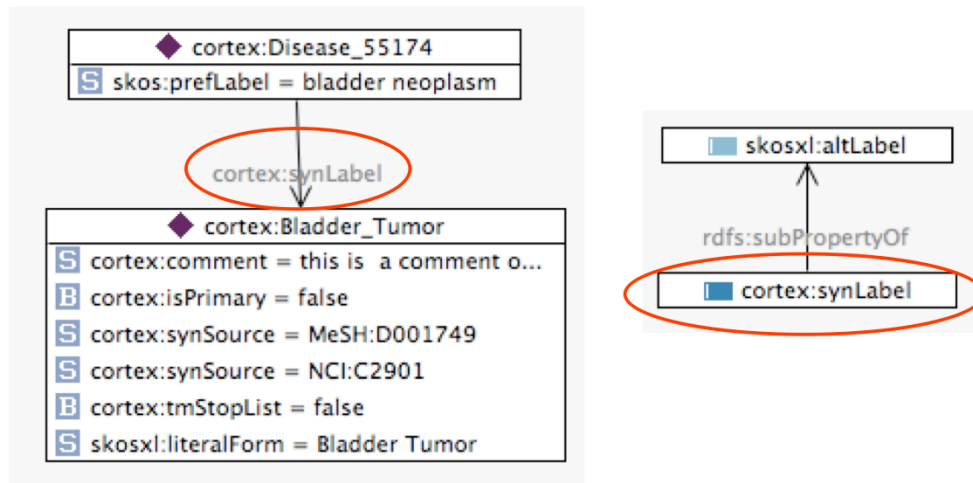 cortex:Disease_55174
skos:prefLabel = bladder neoplasm
cortex:synLabel
cortex:Bladder_Tumor
S cortex:comment = this is  a comment o...
B cortex:isPrimary = false
S cortex:synSource = MeSH:D001749
S cortex:synSource = NCI:C2901
B cortex:tmStopList = false
S skosxl:literalForm = Bladder Tumor
skosxl:altLabel
rdfs:subPropertyOf
cortex:synLabel